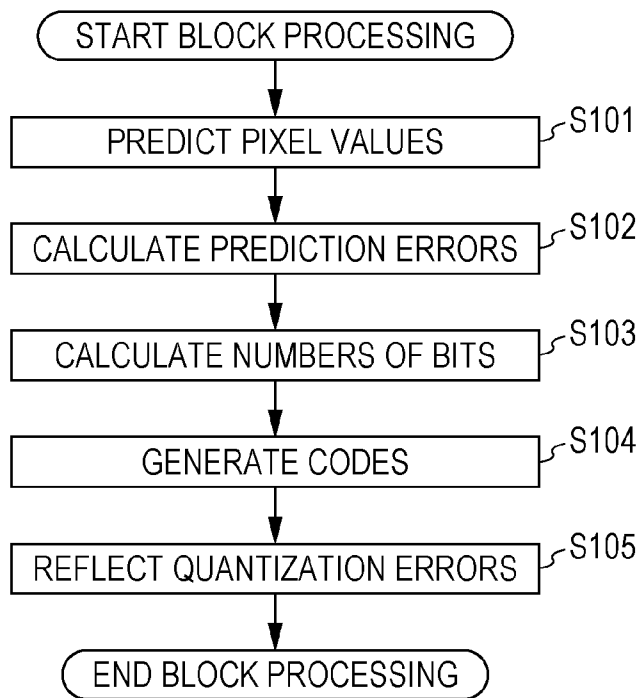 START BLOCK PROCESSING
PREDICT PIXEL VALUES
S101
CALCULATE PREDICTION ERRORS
S102
CALCULATE NUMBERS OF BITS
S103
GENERATE CODES
S104
REFLECT QUANTIZATION ERRORS
S105
END BLOCK PROCESSING